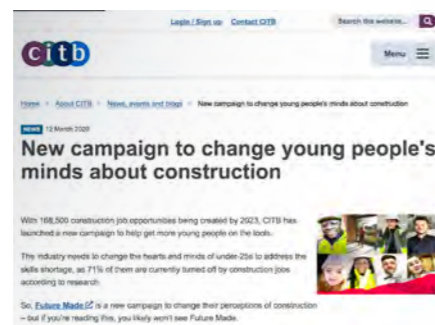 Login / Sign up Contact CITB Search the website...
citb
Menu
Home About CITB News, events and blogs New campaign to change young people's minds about construction
NEWS 12 March 2020
New campaign to change young people's
minds about construction
With 168,500 construction job opportunities being created by 2023, CITB has
launched a new campaign to help get more young people on the tools.
The industry needs to change the hearts and minds of under-25s to address the
skills shortage, as 71% of them are currently turned off by construction jobs
according to research.
So, Future Made is a new campaign to change their perceptions of construction
– but if you're reading this, you likely won't see Future Made.